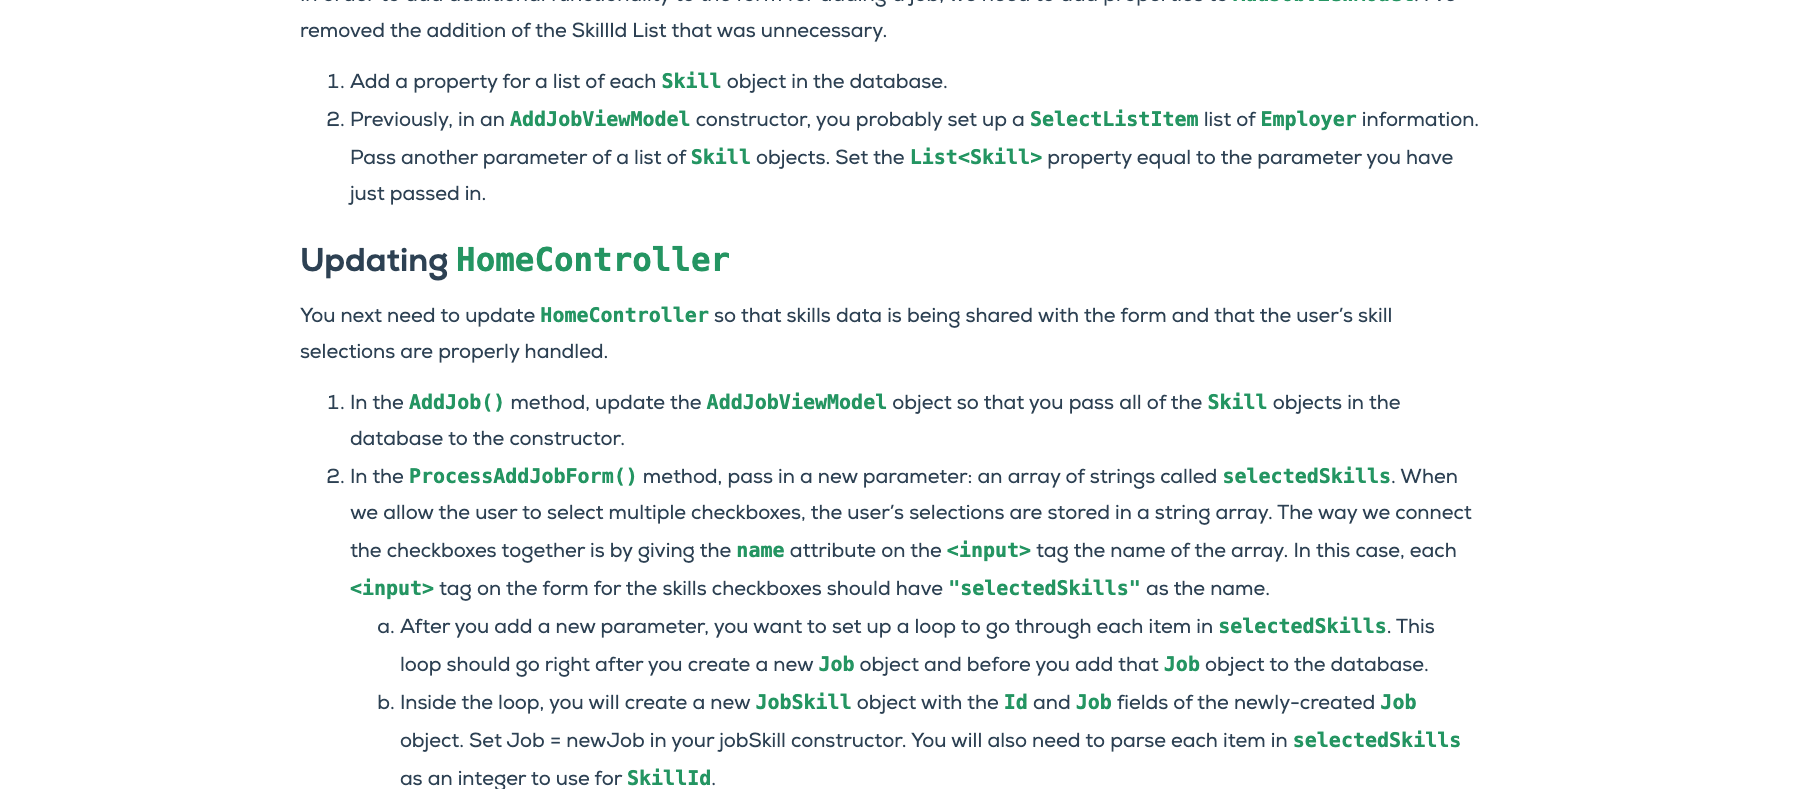 removed the addition of the SkillId List that was unnecessary.
1. Add a property for a list of each Skill object in the database.
2. Previously, in an AddJobViewModel constructor, you probably set up a SelectListItem list of Employer information.
Pass another parameter of a list of Skill objects. Set the List<Skill> property equal to the parameter you have
just passed in.
Updating HomeController
You next need to update HomeController so that skills data is being shared with the form and that the user’s skill
selections are properly handled.
1. In the AddJob() method, update the AddJobViewModel object so that you pass all of the Skill objects in the
database to the constructor.
2. In the ProcessAddJobForm() method, pass in a new parameter: an array of strings called selectedSkills. When
we allow the user to select multiple checkboxes, the user’s selections are stored in a string array. The way we connect
the checkboxes together is by giving the name attribute on the <input> tag the name of the array. In this case, each
<input> tag on the form for the skills checkboxes should have "selectedSkills" as the name.
a. After you add a new parameter, you want to set up a loop to go through each item in selectedSkills. This
loop should go right after you create a new Job object and before you add that Job object to the database.
b. Inside the loop, you will create a new JobSkill object with the Id and Job fields of the newly-created Job
object. Set Job = newJob in your jobSkill constructor. You will also need to parse each item in selectedSkills
as an integer to use for SkillId.